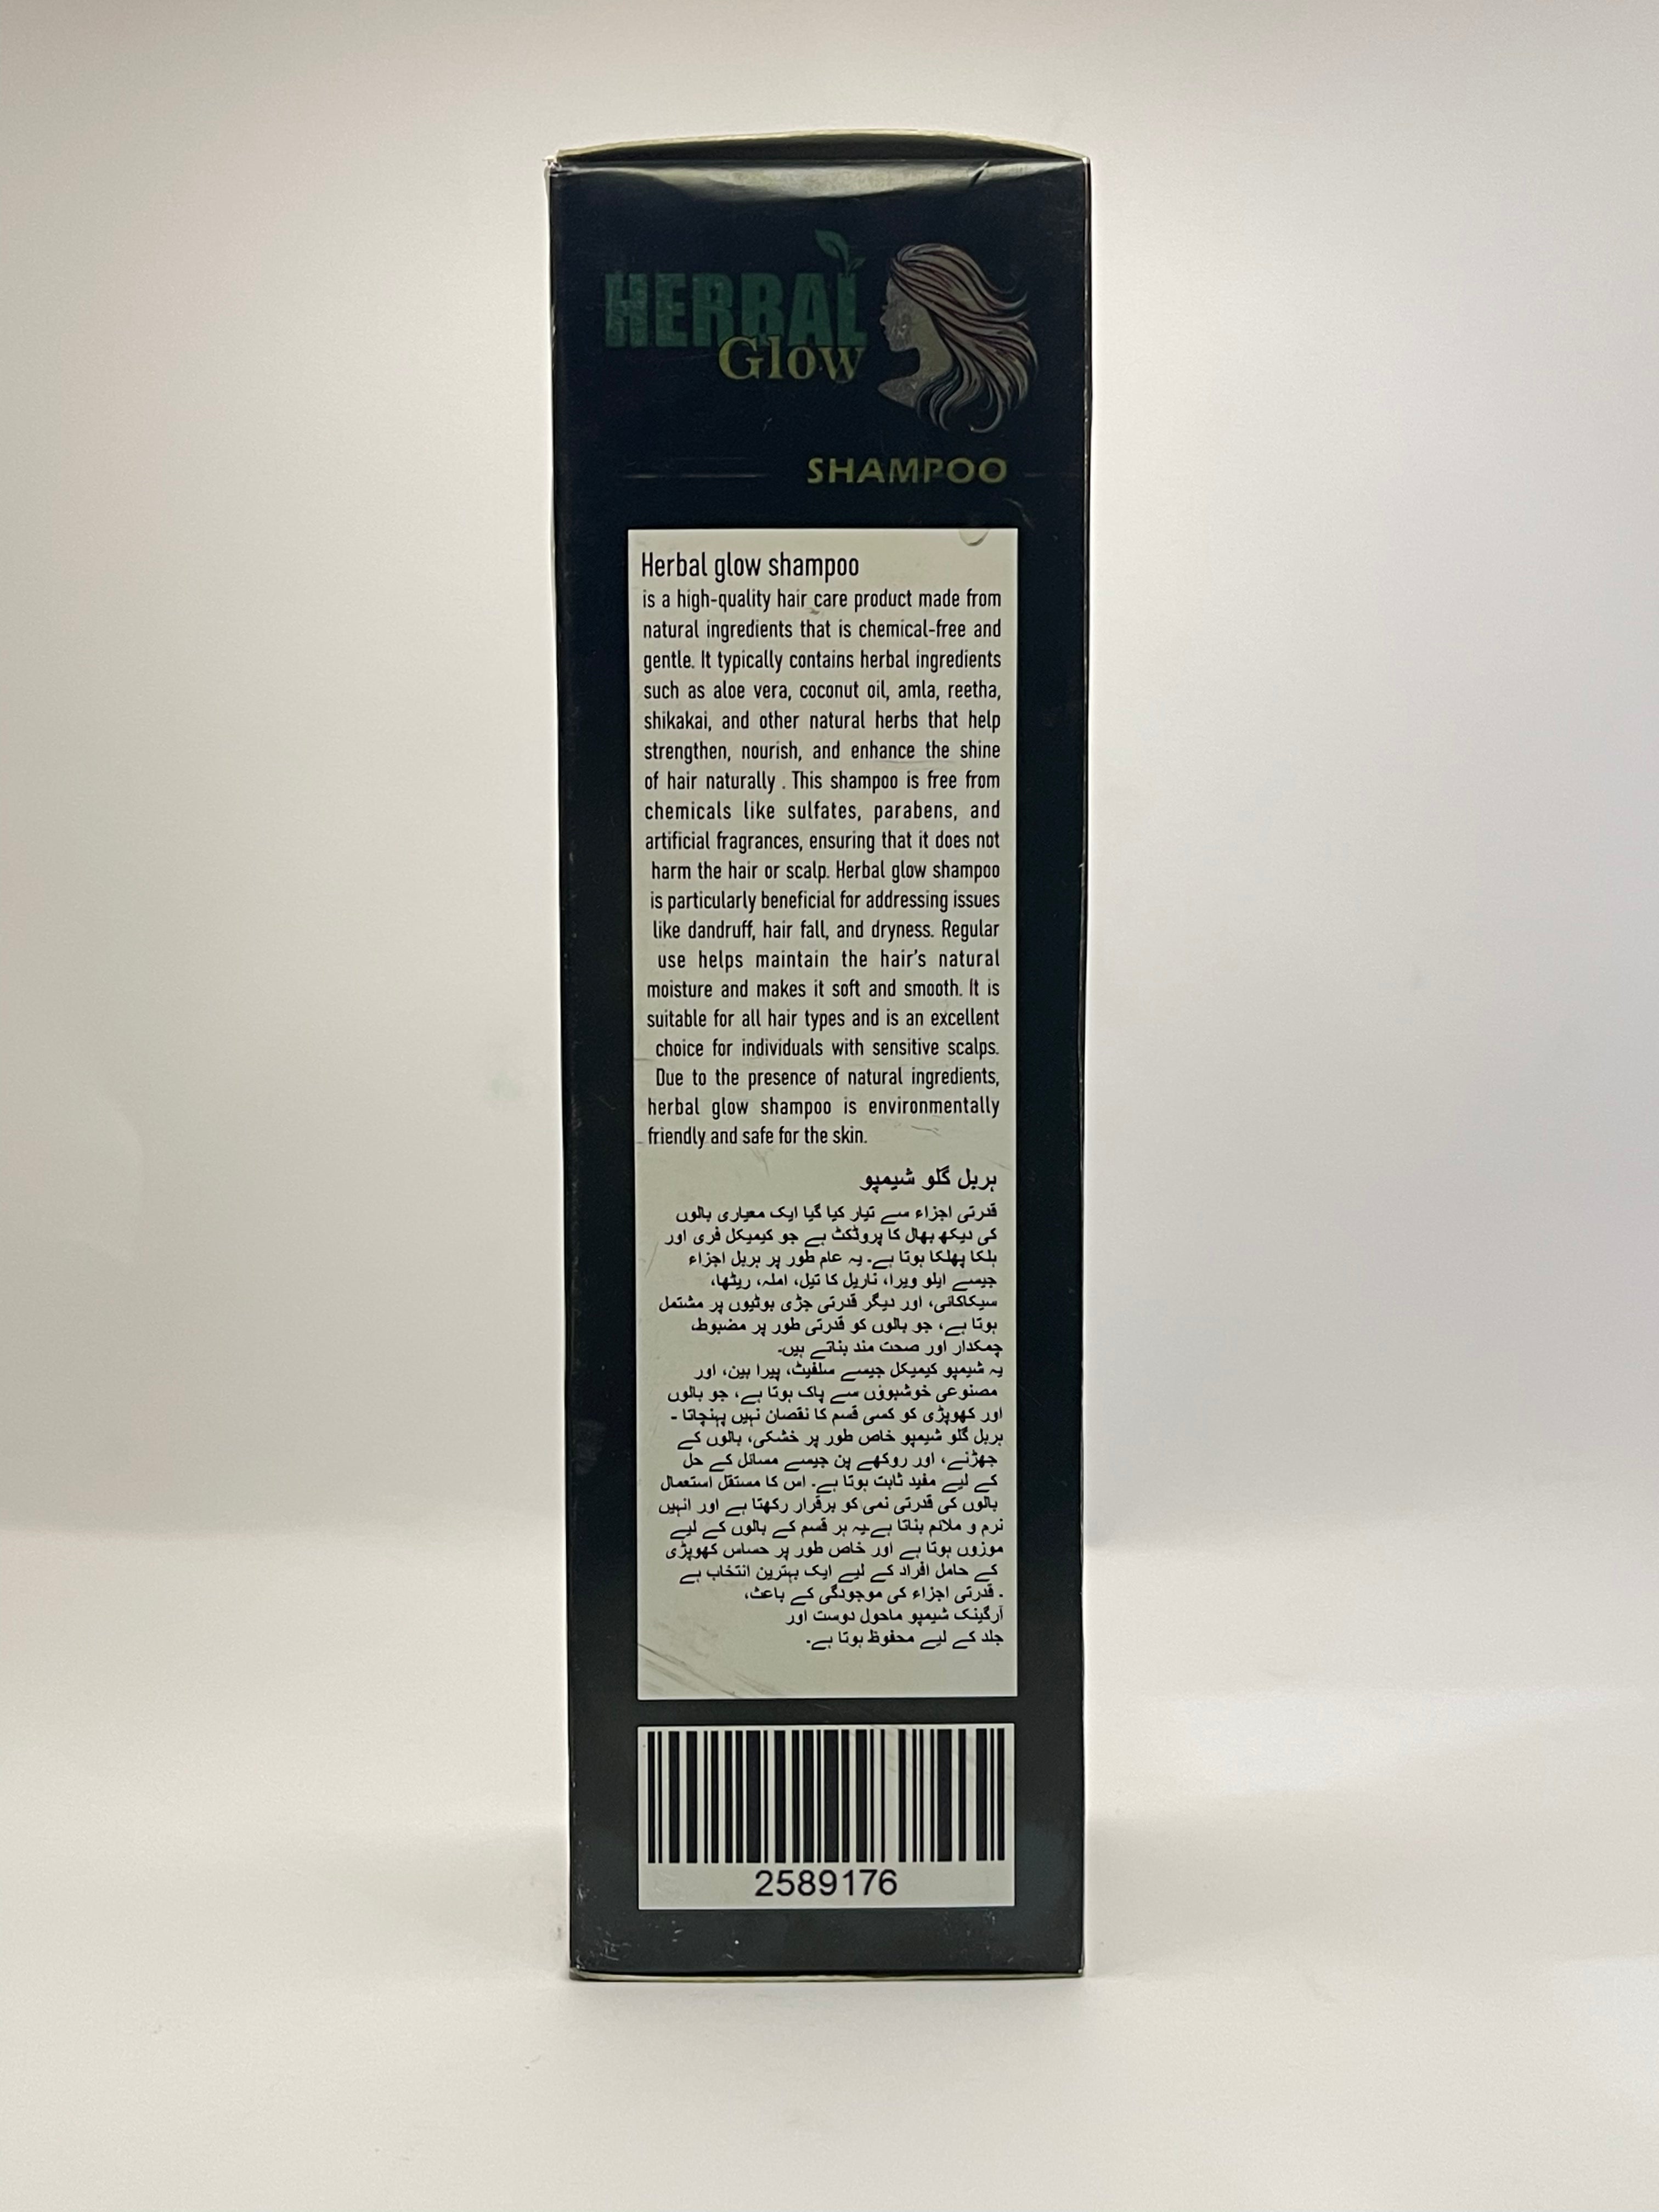 HERBAL
Glow
SHAMPOO
Herbal glow shampoo
is a high-quality hair care product made from
natural ingredients that is chemical-free and
gentle. It typically contains herbal ingredients
such as aloe vera, coconut oil, amla, reetha,
shikakai, and other natural herbs that help
strengthen, nourish, and enhance the shine
of hair naturally . This shampoo is free from
chemicals like sulfates, parabens, and
artificial fragrances, ensuring that it does not
harm the hair or scalp. Herbal glow shampoo
is particularly beneficial for addressing issues
like dandruff, hair fall, and dryness. Regular
use helps maintain the hair's natural
moisture and makes it soft and smooth. It is
suitable for all hair types and is an excellent
choice for individuals with sensitive scalps.
Due to the presence of natural ingredients,
herbal glow shampoo is environmentally
friendly and safe for the skin.
ہربل گلو شیمپو
قدرتی اجزاء سے تیار کیا گیا ایک معیاری بالوں
کی دیکھ بھال کا پروڈکٹ ہے جو کیمیکل فری اور
ہلکا پھلکا ہوتا ہے۔ یہ عام طور پر ہربل اجزاء
جیسے ایلو ویرا، ناریل کا تیل، املہ، ریٹھا،
سیکاکائی، اور دیگر قدرتی جڑی بوٹیوں پر مشتمل
ہوتا ہے، جو بالوں کو قدرتی طور پر مضبوط،
چمکدار اور صحت مند بناتے ہیں۔
یہ شیمپو کیمیکل جیسے سلفیٹ، پیرا بین، اور
مصنوعی خوشبوؤں سے پاک ہوتا ہے، جو بالوں
اور کھوپڑی کو کسی قسم کا نقصان نہیں پہنچاتا ۔
ہربل گلو شیمپو خاص طور پر خشکی، بالوں کے
جھڑنے، اور روکھے پن جیسے مسائل کے حل
کے لیے مفید ثابت ہوتا ہے۔ اس کا مستقل استعمال
بالوں کی قدرتی نمی کو برقرار رکھتا ہے اور انہیں
نرم و ملائم بناتا ہے۔یہ ہر قسم کے بالوں کے لیے
موزوں ہوتا ہے اور خاص طور پر حساس کھوپڑی
کے حامل افراد کے لیے ایک بہترین انتخاب ہے
۔ قدرتی اجزاء کی موجودگی کے باعث،
آرگینک شیمپو ماحول دوست اور
جلد کے لیے محفوظ ہوتا ہے۔
2589176